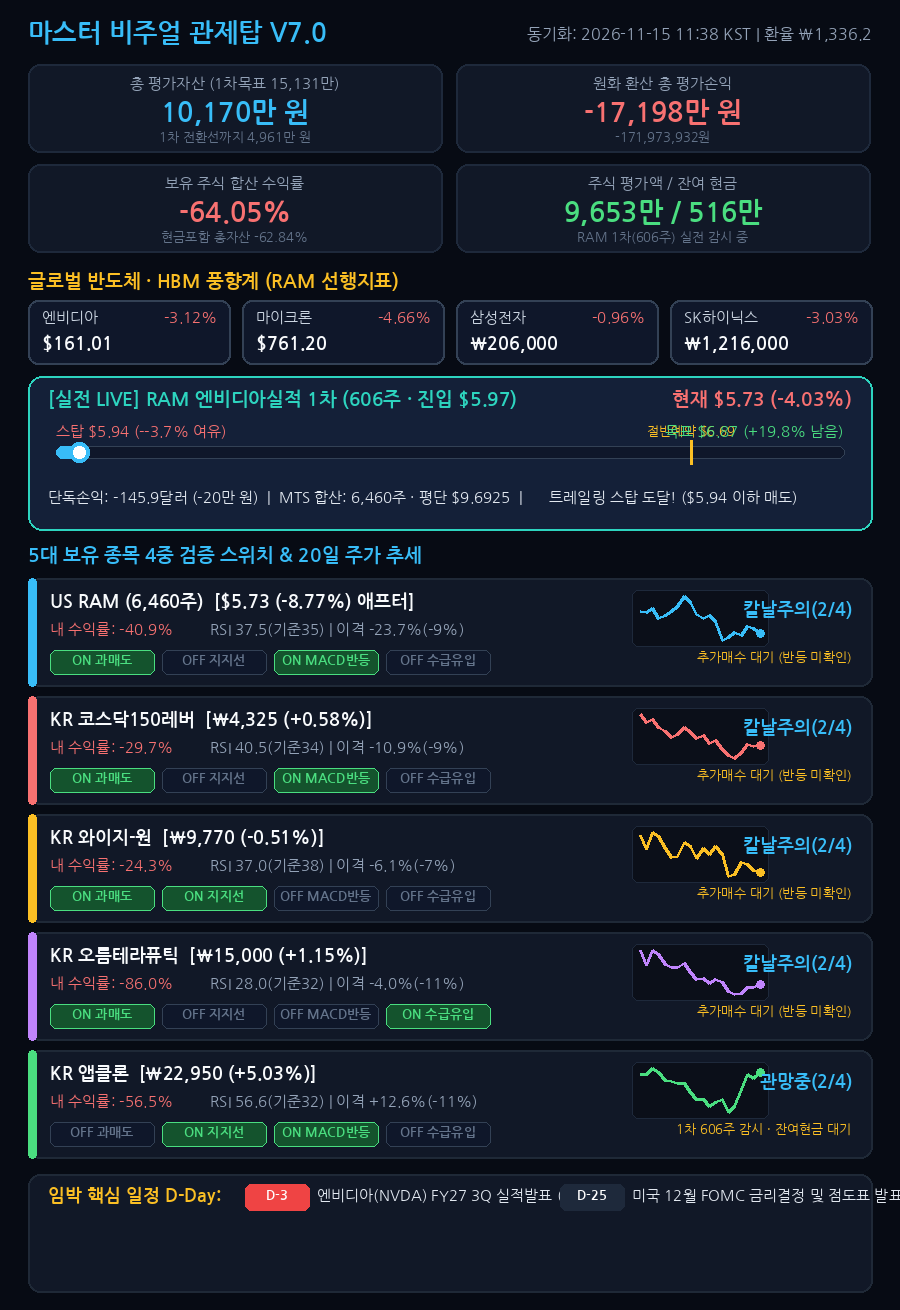 마스터 비주얼 관제탑 V7.0
동기화: 2026-11-15 11:38 KST | 환율 ₩1,336.2
총 평가자산 (1차목표 15,131만)
10,170만 원
1차 전환선까지 4,961만 원
원화 환산 총 평가손익
-17,198만 원
-171,973,932원
보유 주식 합산 수익률
-64.05%
현금포함 총자산 -62.84%
주식 평가액 / 잔여 현금
9,653만 / 516만
RAM 1차(606주) 실전 감시 중
글로벌 반도체 · HBM 풍향계 (RAM 선행지표)
엔비디아 -3.12%
$161.01
마이크론 -4.66%
$761.20
삼성전자 -0.96%
₩206,000
SK하이닉스 -3.03%
₩1,216,000
[실전 LIVE] RAM 엔비디아실적 1차 (606주 · 진입 $5.97)
현재 $5.73 (-4.03%)
스탑 $5.94 (--3.7% 여유)
절반익절 $6.69
(+19.8% 남음)
단독손익: -145.9달러 (-20만 원) | MTS 합산: 6,460주 · 평단 $9.6925 | 트레일링 스탑 도달! ($5.94 이하 매도)
5대 보유 종목 4중 검증 스위치 & 20일 주가 추세
US RAM (6,460주) [$5.73 (-8.77%) 애프터]
칼날주의(2/4)
내 수익률: -40.9% RSI 37.5(기준35) | 이격 -23.7%(-9%)
추가매수 대기 (반등 미확인)
ON 과매도 OFF 지지선 ON MACD반등 OFF 수급유입
KR 코스닥150레버 [₩4,325 (+0.58%)]
칼날주의(2/4)
내 수익률: -29.7% RSI 40.5(기준34) | 이격 -10.9%(-9%)
추가매수 대기 (반등 미확인)
ON 과매도 OFF 지지선 ON MACD반등 OFF 수급유입
KR 와이지-원 [₩9,770 (-0.51%)]
칼날주의(2/4)
내 수익률: -24.3% RSI 37.0(기준38) | 이격 -6.1%(-7%)
추가매수 대기 (반등 미확인)
ON 과매도 ON 지지선 OFF MACD반등 OFF 수급유입
KR 오름테라퓨틱 [₩15,000 (+1.15%)]
칼날주의(2/4)
내 수익률: -86.0% RSI 28.0(기준32) | 이격 -4.0%(-11%)
추가매수 대기 (반등 미확인)
ON 과매도 OFF 지지선 OFF MACD반등 ON 수급유입
KR 앱클론 [₩22,950 (+5.03%)]
관망중(2/4)
내 수익률: -56.5% RSI 56.6(기준32) | 이격 +12.6%(-11%)
1차 606주 감시 · 잔여현금 대기
OFF 과매도 ON 지지선 ON MACD반등 OFF 수급유입
임박 핵심 일정 D-Day: D-3 엔비디아(NVDA) FY27 3Q 실적발표 ( D-25 미국 12월 FOMC 금리결정 및 점도표 발표